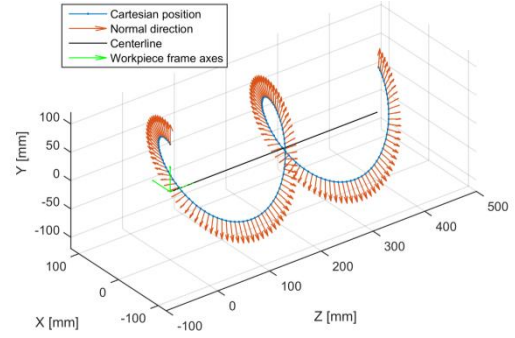 Cartesian position
Normal direction
Centerline
Workpiece frame axes
100
50
0
-50
-100
Y [mm]
100
0
-100
X [mm]
-100
0
100
200
300
400
500
Z [mm]